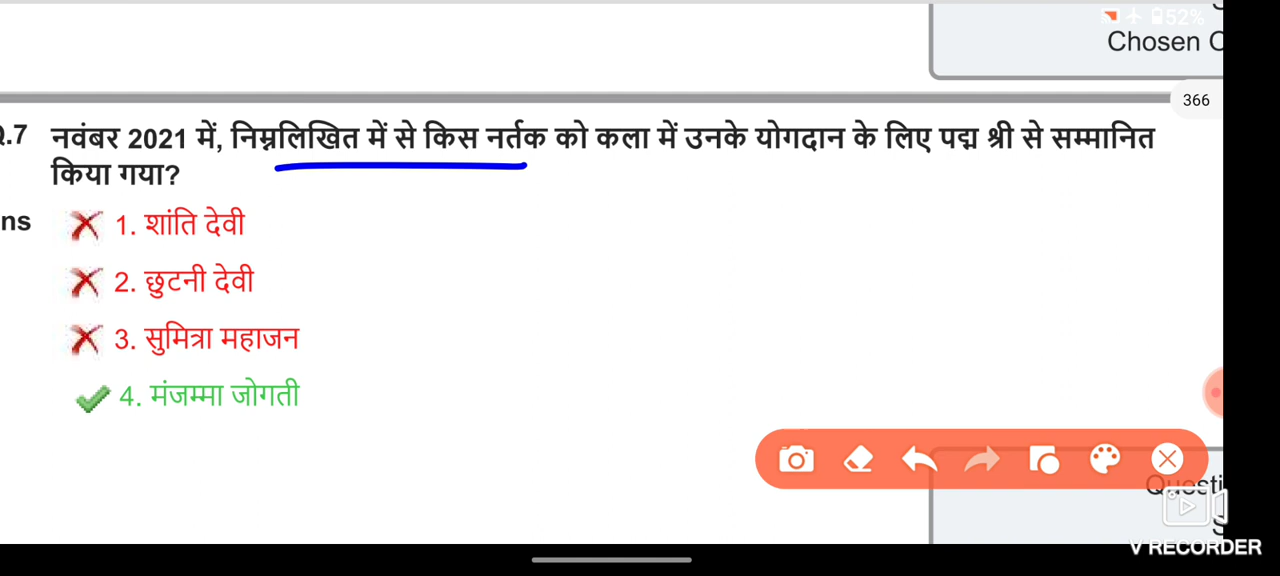 52%
Chosen
366
.7 नवंबर 2021 में, निम्नलिखित में से किस नर्तक को कला में उनके योगदान के लिए पद्म श्री से सम्मानित
किया गया?
ns
1. शांति देवी
2. छुटनी देवी
3. सुमित्रा महाजन
4. मंजम्मा जोगती
Questi
V RECORDER